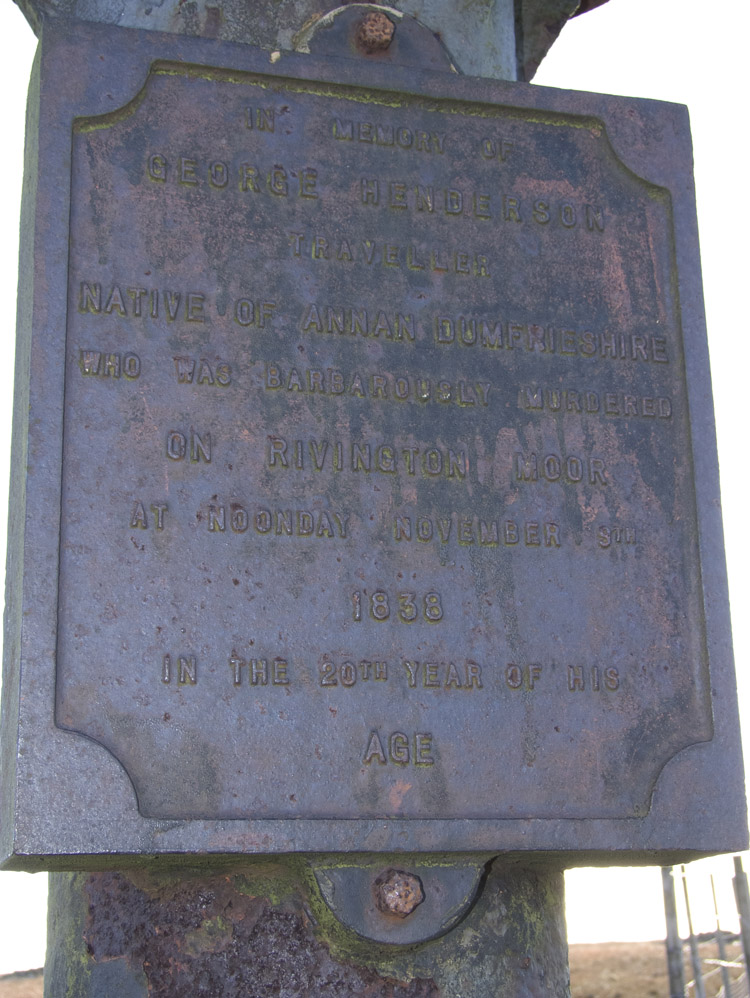 IN MEMORY OF
GEORGE HENDERSON
TRAVELLER
NATIVE OF ANNAN DUMFRIESHIRE
WHO WAS BARBAROUSLY MURDERED
ON RIVINGTON MOOR
AT NOONDAY NOVEMBER 9TH
1838
IN THE 20TH YEAR OF HIS
AGE